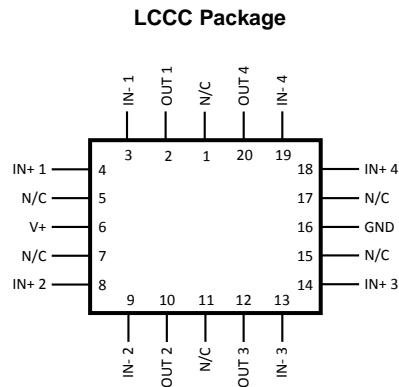 LCCC Package
IN- 1
OUT 1
N/C
OUT 4
IN- 4
3 2 1 20 19
IN+ 1 4 18 IN+ 4
N/C 5 17 N/C
V+ 6 16 GND
N/C 7 15 N/C
IN+ 2 8 14 IN+ 3
9 10 11 12 13
IN- 2
OUT 2
N/C
OUT 3
IN- 3